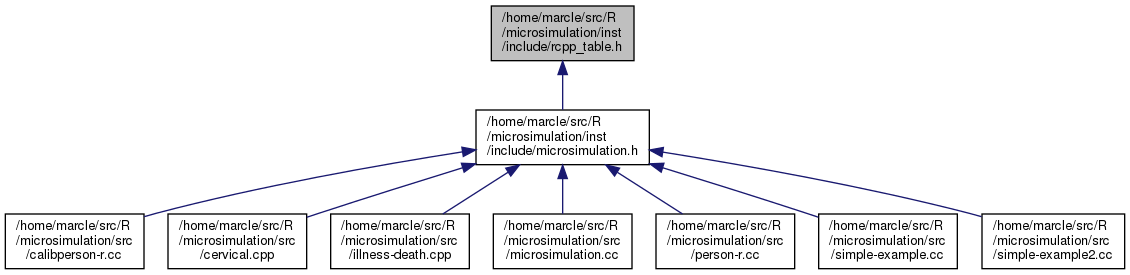 /home/marcle/src/R
/microsimulation/inst
/include/rcpp_table.h
/home/marcle/src/R
/microsimulation/inst
/include/microsimulation.h
/home/marcle/src/R
/microsimulation/src
/calibperson-r.cc
/home/marcle/src/R
/microsimulation/src
/cervical.cpp
/home/marcle/src/R
/microsimulation/src
/illness-death.cpp
/home/marcle/src/R
/microsimulation/src
/microsimulation.cc
/home/marcle/src/R
/microsimulation/src
/person-r.cc
/home/marcle/src/R
/microsimulation/src
/simple-example.cc
/home/marcle/src/R
/microsimulation/src
/simple-example2.cc